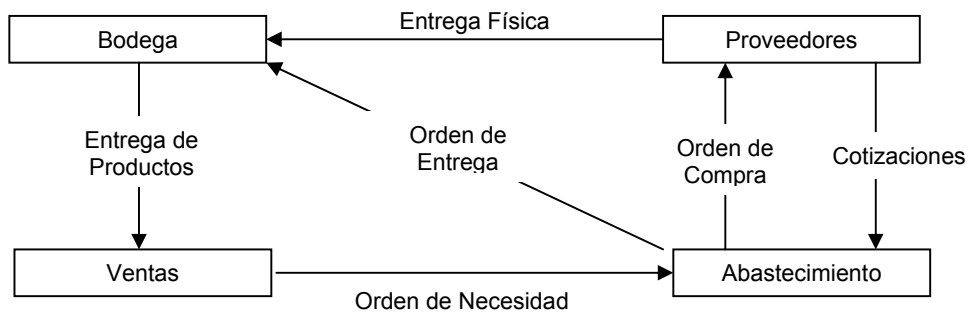 Entrega Física
Bodega
Proveedores
Entrega de
Productos
Orden de
Entrega
Orden de
Compra
Cotizaciones
Ventas
Abastecimiento
Orden de Necesidad